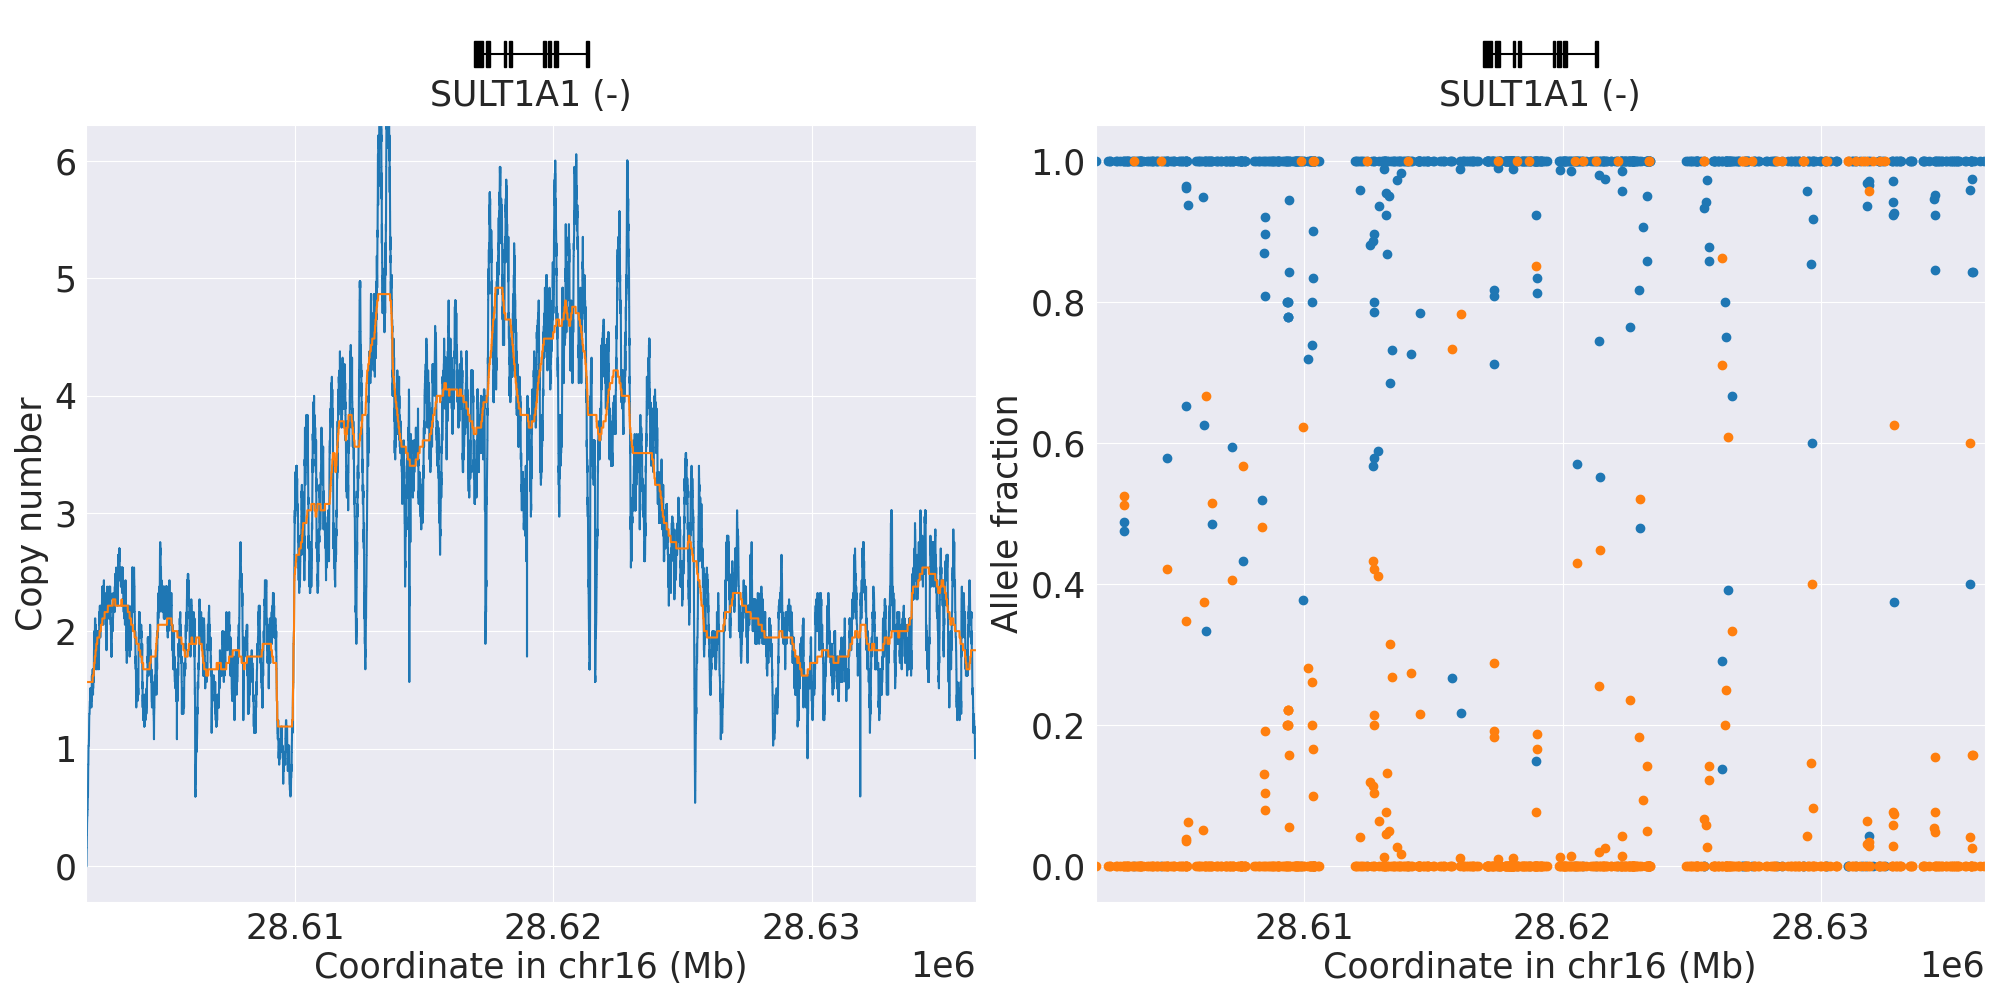 SULT1A1 (-)
Copy number
6
5
4
3
2
1
0
28.61
28.62
28.63
Coordinate in chr16 (Mb)
1e6
SULT1A1 (-)
Allele fraction
1.0
0.8
0.6
0.4
0.2
0.0
28.61
28.62
28.63
Coordinate in chr16 (Mb)
1e6